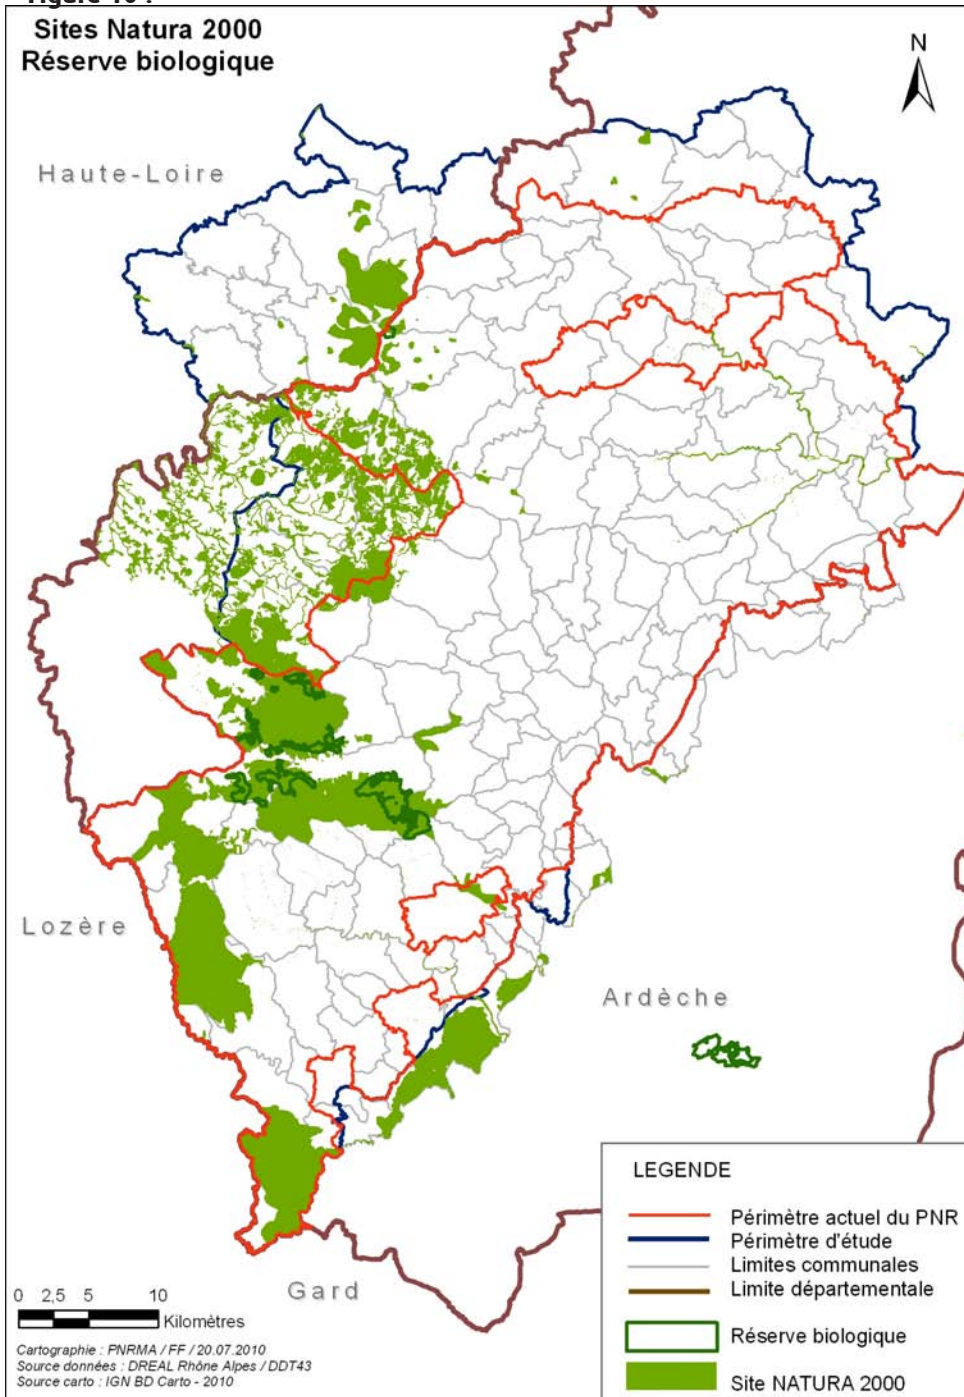 Figure 10 :
Sites Natura 2000
Réserve biologique
N
Haute-Loire
Lozère
Ardèche
Gard
LEGENDE
Périmètre actuel du PNR
Périmètre d'étude
Limites communales
Limite départementale
Réserve biologique
Site NATURA 2000
0 2,5 5 10
Kilomètres
Cartographie : PNRMA / FF / 20.07.2010
Source données : DREAL Rhône Alpes / DDT43
Source carto : IGN BD Carto - 2010